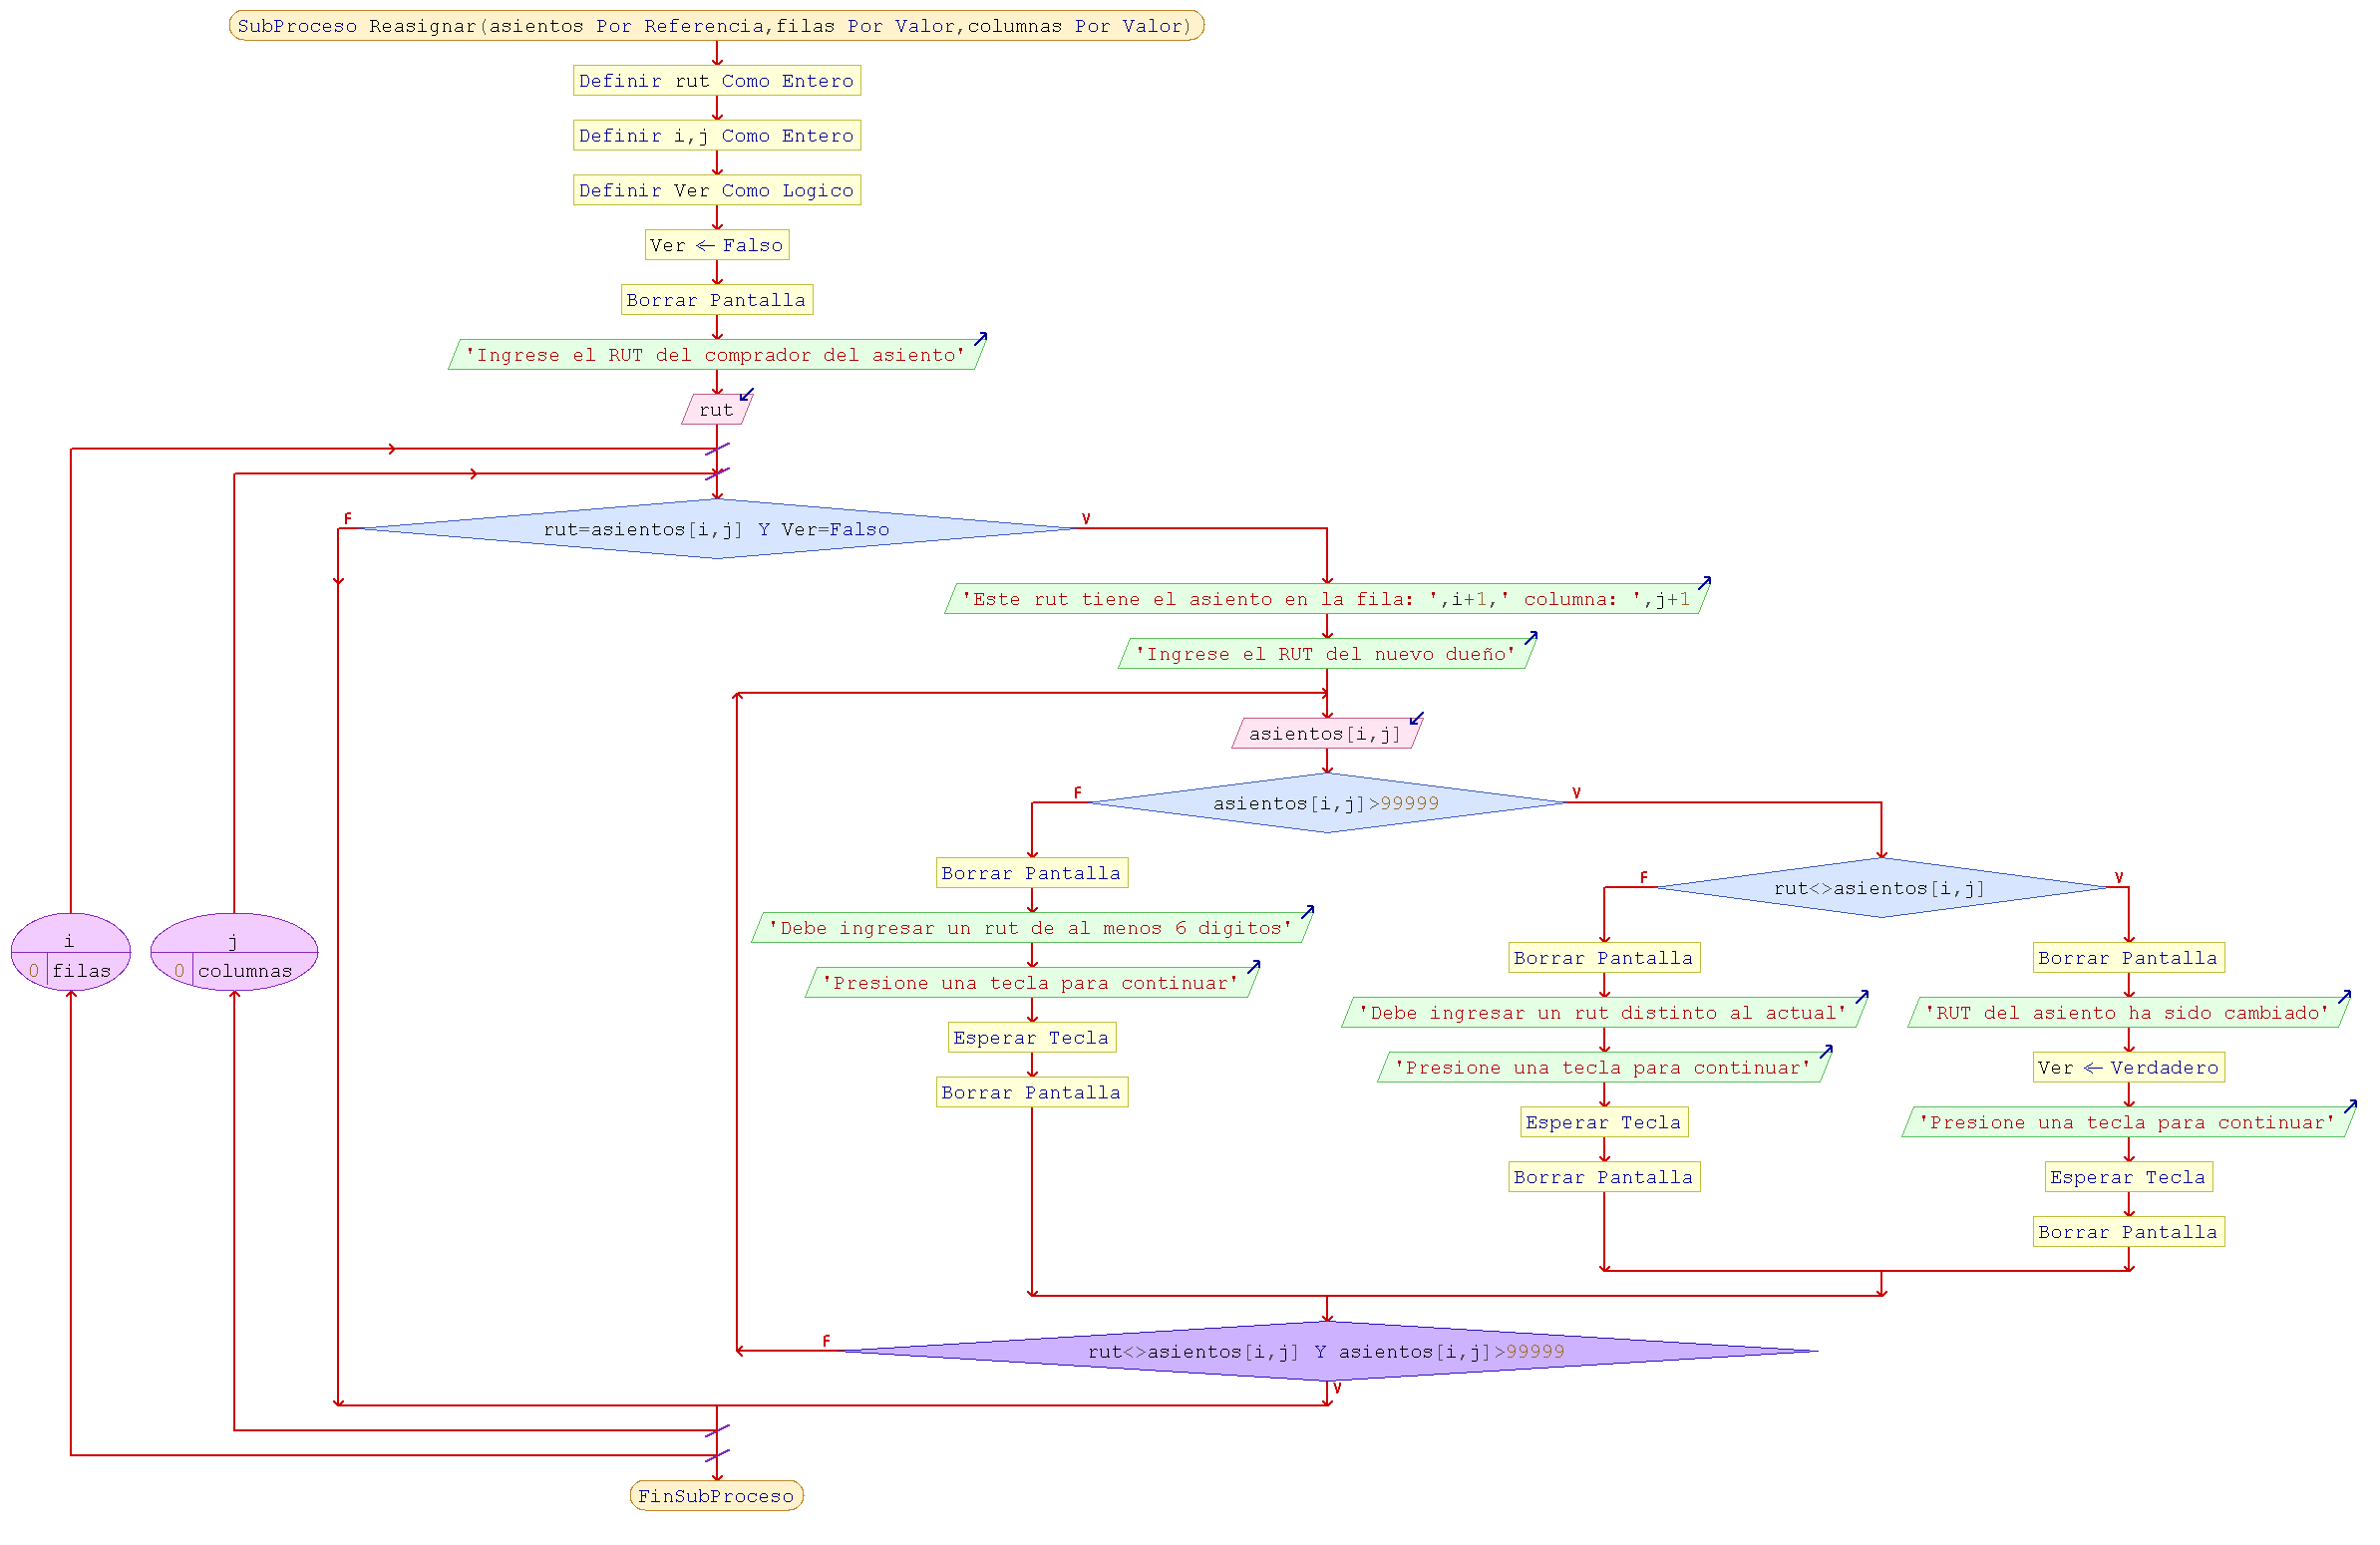 SubProceso Reasignar(asientos Por Referencia,filas Por Valor,columnas Por Valor)
Definir rut Como Entero
Definir i,j Como Entero
Definir Ver Como Logico
Ver ← Falso
Borrar Pantalla
'Ingrese el RUT del comprador del asiento'
rut
i
0 filas
j
0 columnas
F
rut=asientos[i,j] Y Ver=Falso
V
'Este rut tiene el asiento en la fila: ',i+1,' columna: ',j+1
'Ingrese el RUT del nuevo dueño'
asientos[i,j]
F
asientos[i,j]>99999
V
Borrar Pantalla
'Debe ingresar un rut de al menos 6 digitos'
'Presione una tecla para continuar'
Esperar Tecla
Borrar Pantalla
F
rut<>asientos[i,j]
V
Borrar Pantalla
'Debe ingresar un rut distinto al actual'
'Presione una tecla para continuar'
Esperar Tecla
Borrar Pantalla
Borrar Pantalla
'RUT del asiento ha sido cambiado'
Ver ← Verdadero
'Presione una tecla para continuar'
Esperar Tecla
Borrar Pantalla
F
rut<>asientos[i,j] Y asientos[i,j]>99999
V
FinSubProceso